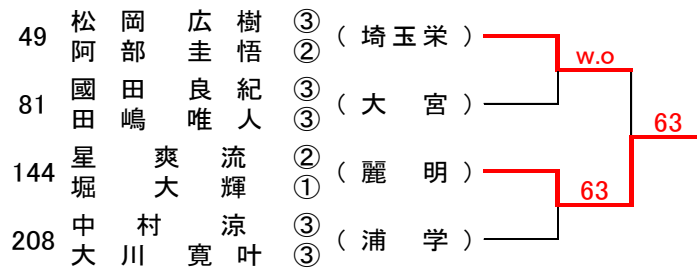 49 松岡広樹 ③ (埼玉栄)
阿部圭悟 ②
w.o
81 國田良紀 ③ (大宮)
田嶋唯人 ③
63
144 星爽流 ② (麗明)
堀大輝 ①
63
208 中村涼 ③ (浦学)
大川寛叶 ③